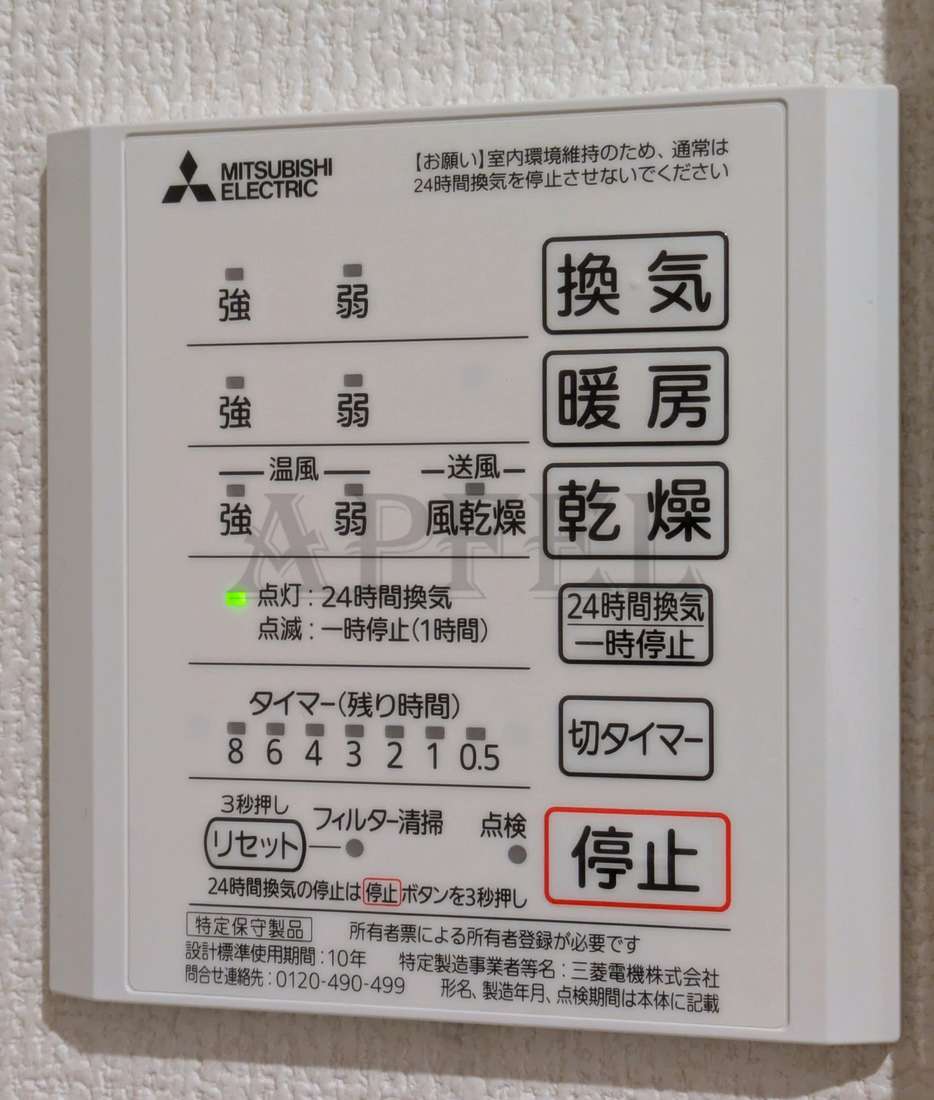 MITSUBISHI
ELECTRIC
【お願い】室内環境維持のため、通常は
24時間換気を停止させないでください
強 弱 換気
強 弱 暖房
温風 送風
強 弱 風乾燥 乾燥
APFEL
点灯:24時間換気
点滅:一時停止(1時間)
24時間換気
一時停止
タイマー(残り時間)
8 6 4 3 2 1 0.5
切タイマー
3秒押し
リセット フィルター清掃 点検
停止
24時間換気の停止は停止ボタンを3秒押し
特定保守製品 所有者票による所有者登録が必要です
設計標準使用期間:10年 特定製造事業者等名:三菱電機株式会社
問合せ連絡先:0120-490-499 形名、製造年月、点検期間は本体に記載